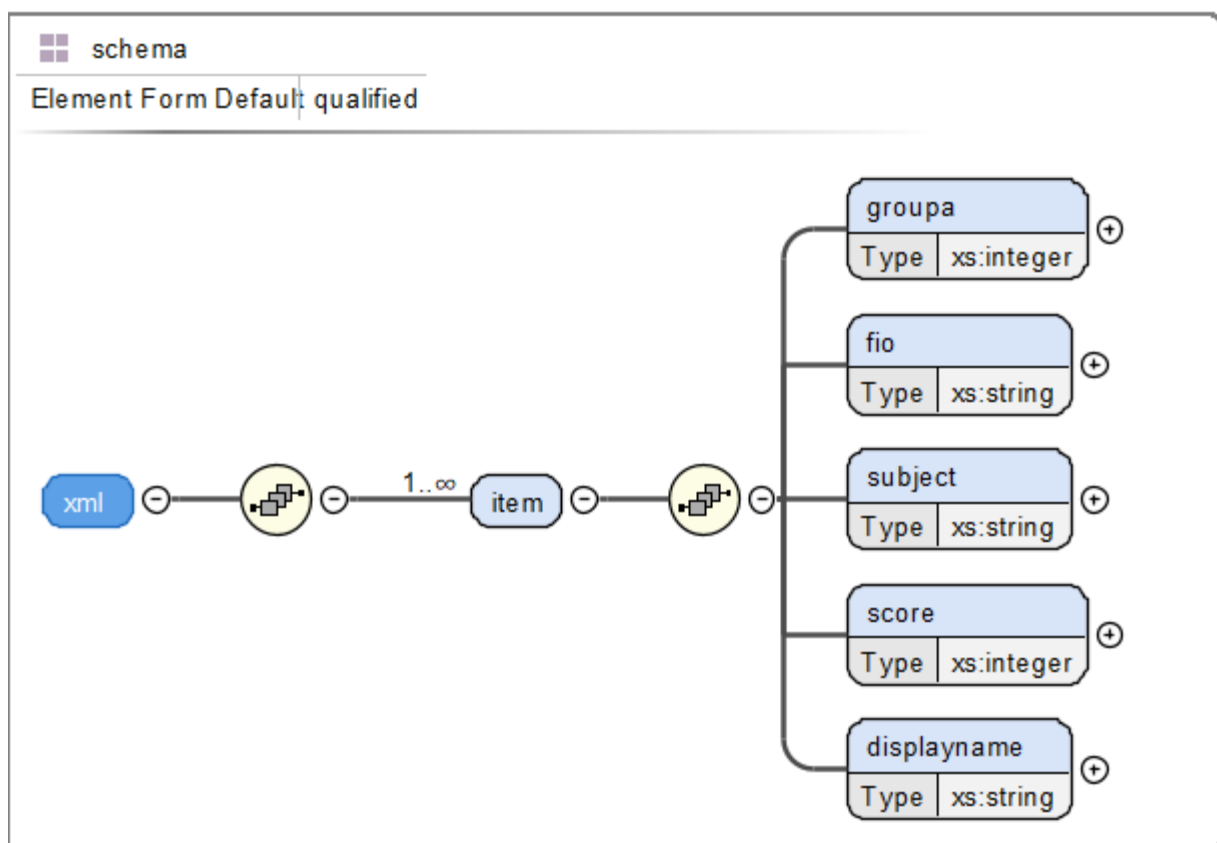 schema
Element Form Default qualified
groupa
Type xs:integer
fio
Type xs:string
subject
Type xs:string
xml
1..∞
item
score
Type xs:integer
displayname
Type xs:string